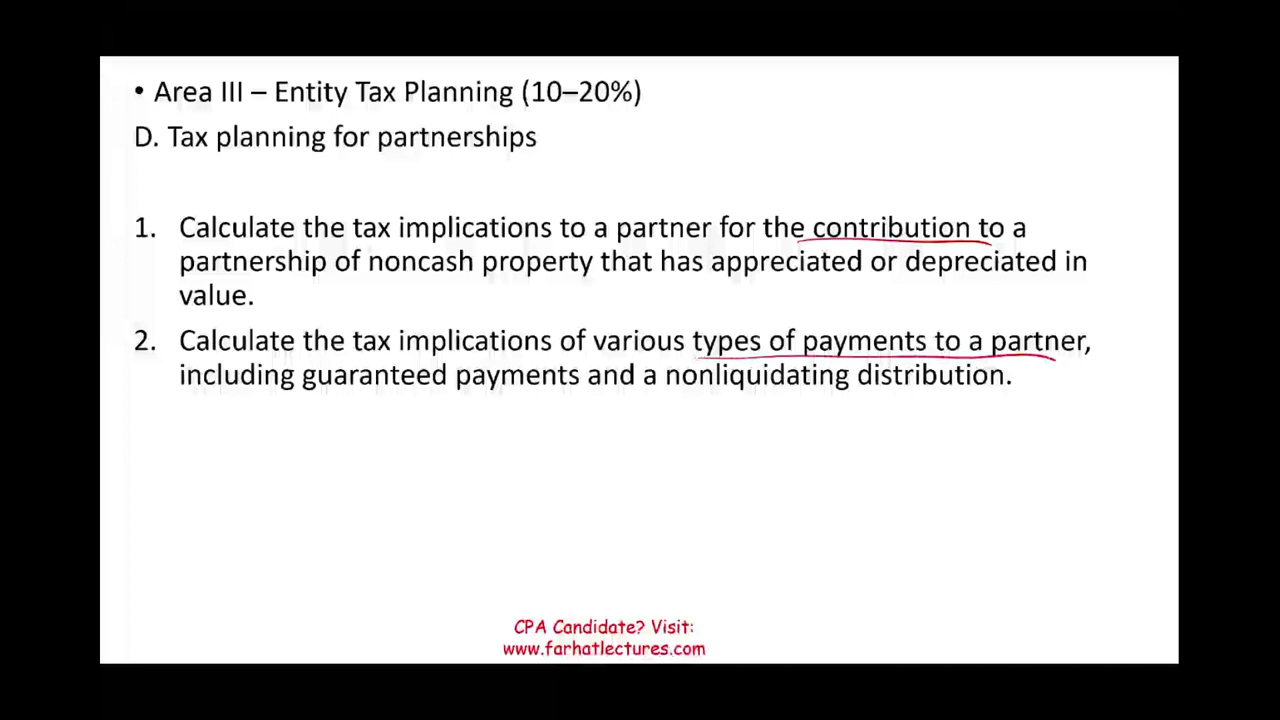 • Area III – Entity Tax Planning (10–20%)
D. Tax planning for partnerships
1. Calculate the tax implications to a partner for the contribution to a
partnership of noncash property that has appreciated or depreciated in
value.
2. Calculate the tax implications of various types of payments to a partner,
including guaranteed payments and a nonliquidating distribution.
CPA Candidate? Visit:
www.farhatlectures.com